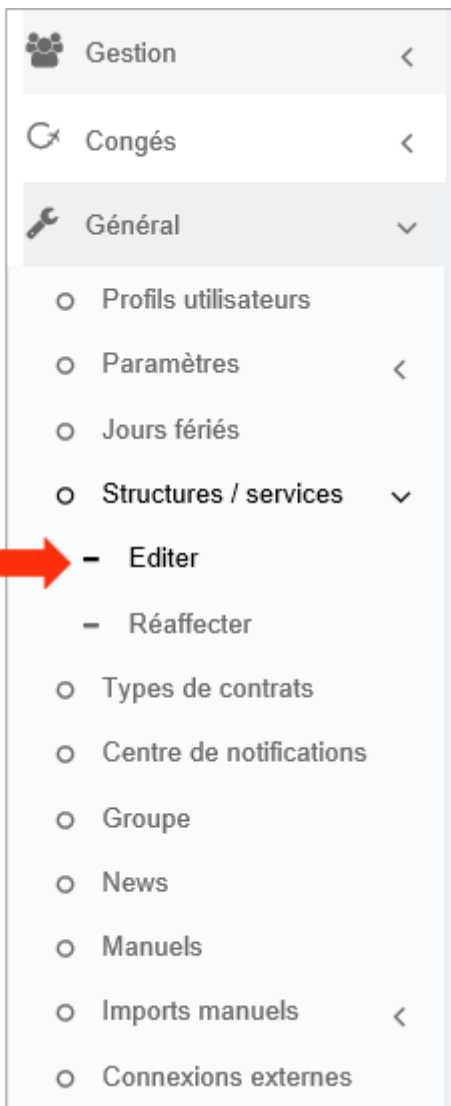 Gestion
Congés
Général
Profils utilisateurs
Paramètres
Jours fériés
Structures / services
Editer
Réaffecter
Types de contrats
Centre de notifications
Groupe
News
Manuels
Imports manuels
Connexions externes